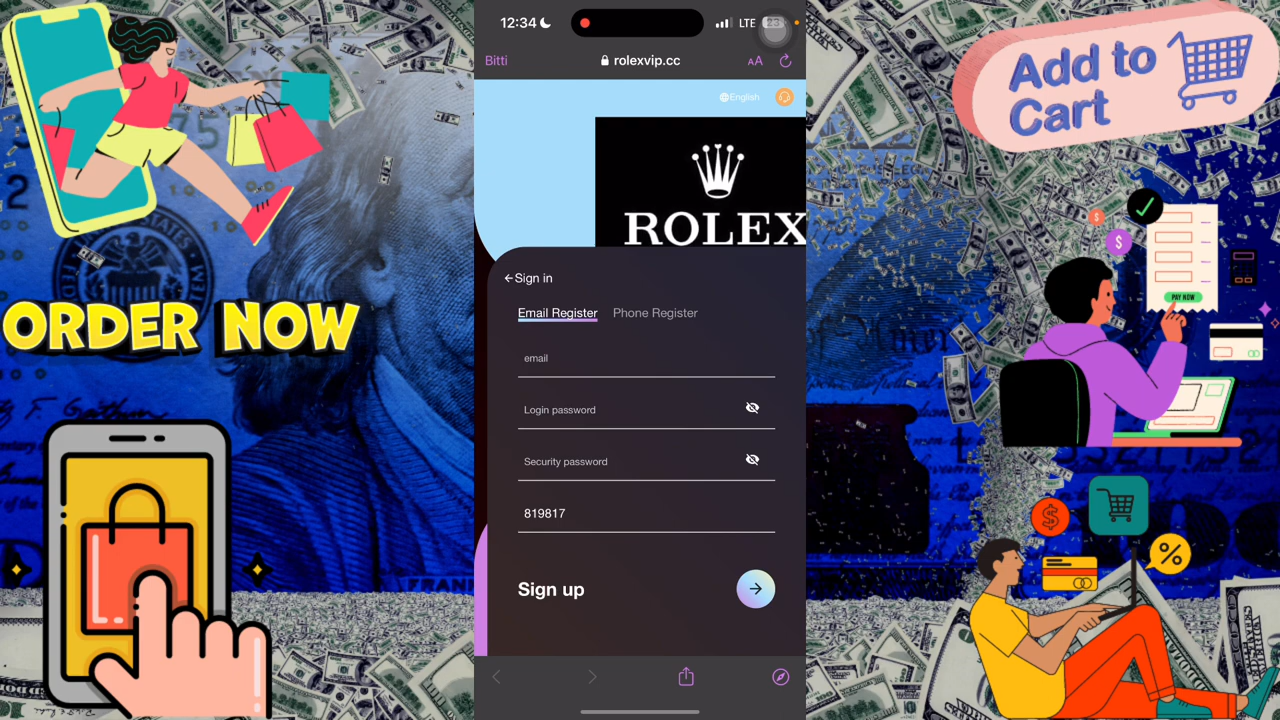 12:34
LTE
23
Bitti
rolexvip.cc
AA
English
ROLEX
Sign in
Email Register
Phone Register
email
Login password
Security password
819817
Sign up
ORDER NOW
Add to
Cart
PAY NOW